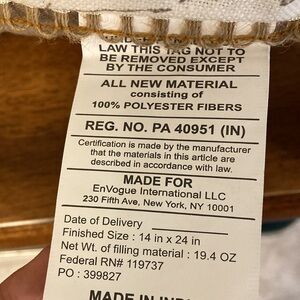 LAW THIS TAG NOT TO
BE REMOVED EXCEPT
BY THE CONSUMER
ALL NEW MATERIAL
consisting of
100% POLYESTER FIBERS
REG. NO. PA 40951 (IN)
Certification is made by the manufacturer
that the materials in this article are
described in accordance with law.
MADE FOR
EnVogue International LLC
230 Fifth Ave, New York, NY 10001
Date of Delivery
Finished Size : 14 in x 24 in
Net Wt. of filling material : 19.4 OZ
Federal RN# 119737
PO : 399827
MADE IN